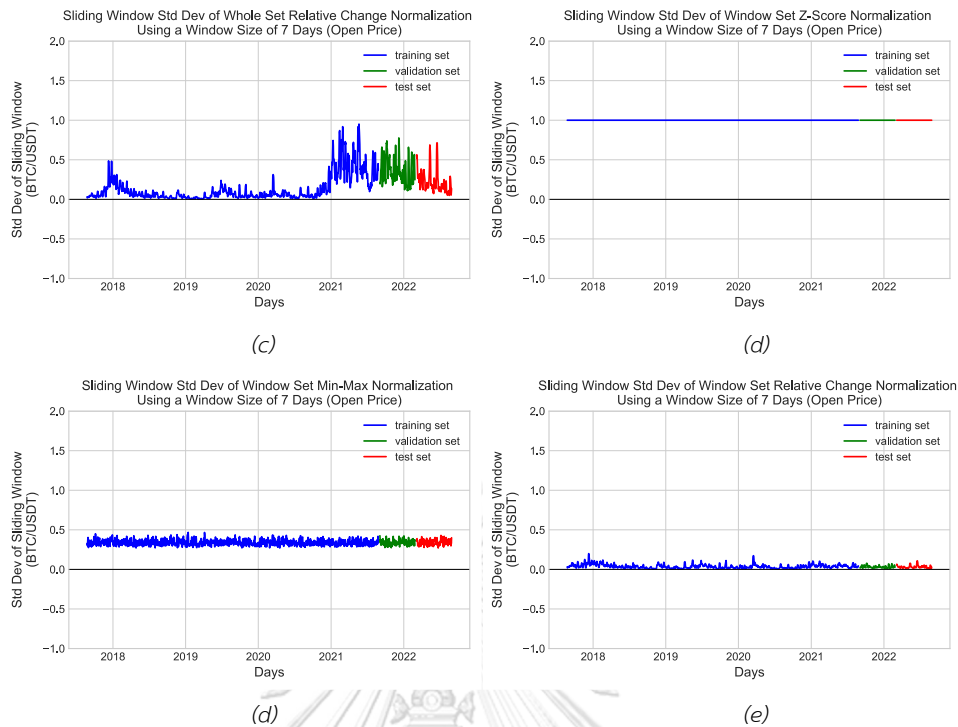 Sliding Window Std Dev of Whole Set Relative Change Normalization
Using a Window Size of 7 Days (Open Price)
2.0
1.5
1.0
0.5
0.0
−0.5
−1.0
Std Dev of Sliding Window
(BTC/USDT)
training set
validation set
test set
2018 2019 2020 2021 2022
Days
(c)
Sliding Window Std Dev of Window Set Z-Score Normalization
Using a Window Size of 7 Days (Open Price)
2.0
1.5
1.0
0.5
0.0
−0.5
−1.0
Std Dev of Sliding Window
(BTC/USDT)
training set
validation set
test set
2018 2019 2020 2021 2022
Days
(d)
Sliding Window Std Dev of Window Set Min-Max Normalization
Using a Window Size of 7 Days (Open Price)
2.0
1.5
1.0
0.5
0.0
−0.5
−1.0
Std Dev of Sliding Window
(BTC/USDT)
training set
validation set
test set
2018 2019 2020 2021 2022
Days
(d)
Sliding Window Std Dev of Window Set Relative Change Normalization
Using a Window Size of 7 Days (Open Price)
2.0
1.5
1.0
0.5
0.0
−0.5
−1.0
Std Dev of Sliding Window
(BTC/USDT)
training set
validation set
test set
2018 2019 2020 2021 2022
Days
(e)